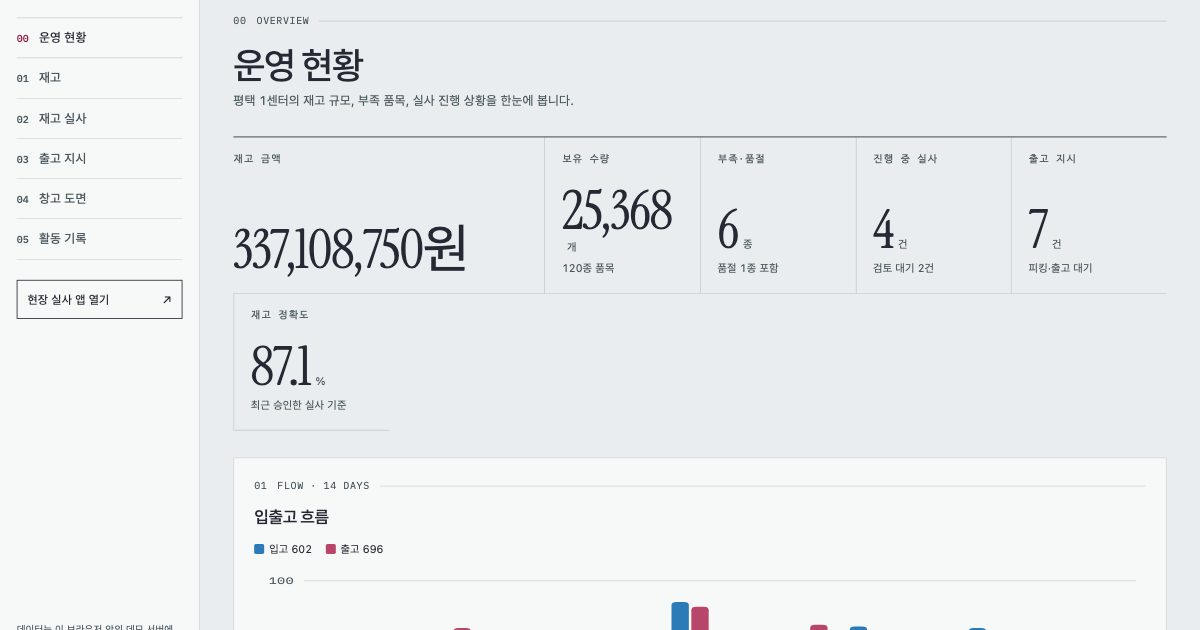 00 운영 현황
01 재고
02 재고 실사
03 출고 지시
04 창고 도면
05 활동 기록
현장 실사 앱 열기
00 OVERVIEW
운영 현황
평택 1센터의 재고 규모, 부족 품목, 실사 진행 상황을 한눈에 봅니다.
재고 금액
337,108,750원
보유 수량
25,368
개
120종 품목
부족·품절
6 종
품절 1종 포함
진행 중 실사
4 건
검토 대기 2건
출고 지시
7 건
피킹·출고 대기
재고 정확도
87.1 %
최근 승인한 실사 기준
01 FLOW · 14 DAYS
입출고 흐름
입고 602 출고 696
100